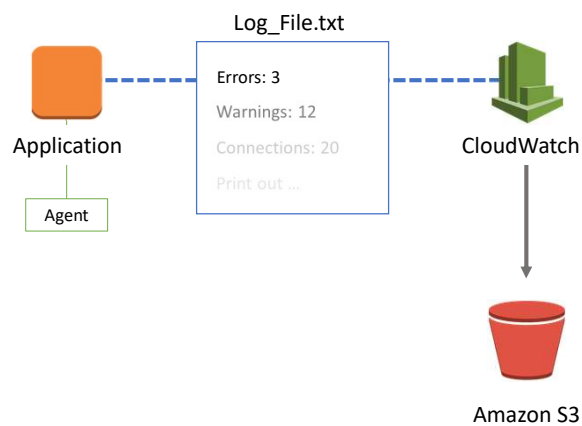 Log_File.txt
Errors: 3
Warnings: 12
Connections: 20
Print out ...
Application
CloudWatch
Agent
Amazon S3